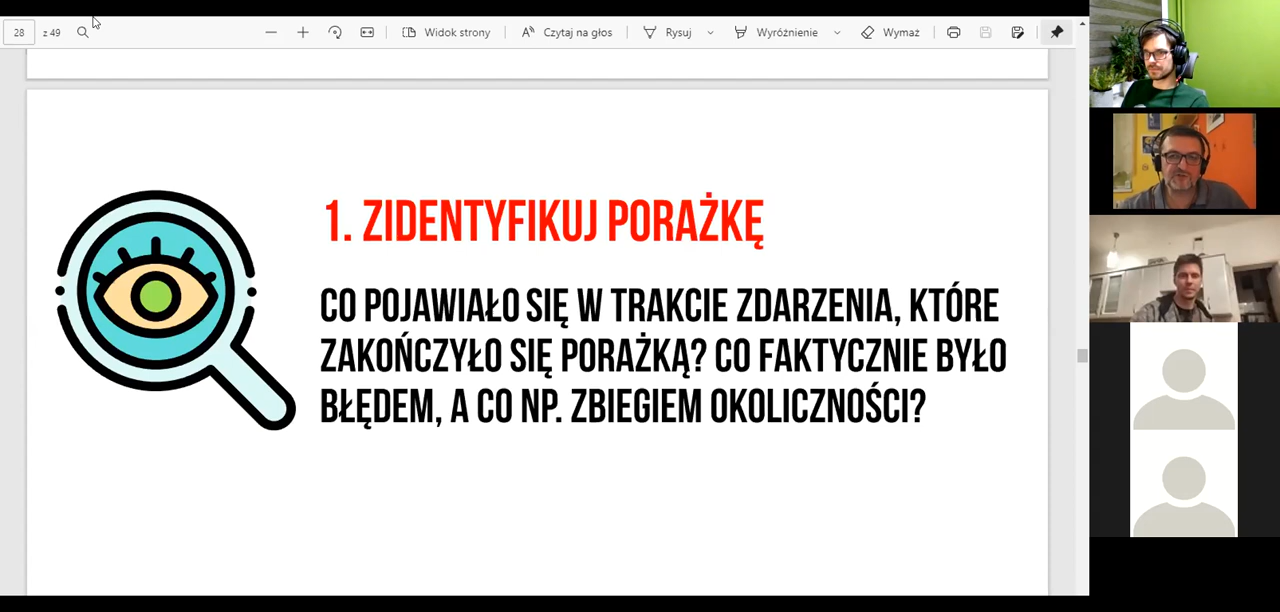 28 z 49 Widok strony Czytaj na głos Rysuj Wyróżnienie Wymaż
1. ZIDENTYFIKUJ PORAŻKĘ
CO POJAWIAŁO SIĘ W TRAKCIE ZDARZENIA, KTÓRE
ZAKOŃCZYŁO SIĘ PORAŻKĄ? CO FAKTYCZNIE BYŁO
BŁĘDEM, A CO NP. ZBIEGIEM OKOLICZNOŚCI?